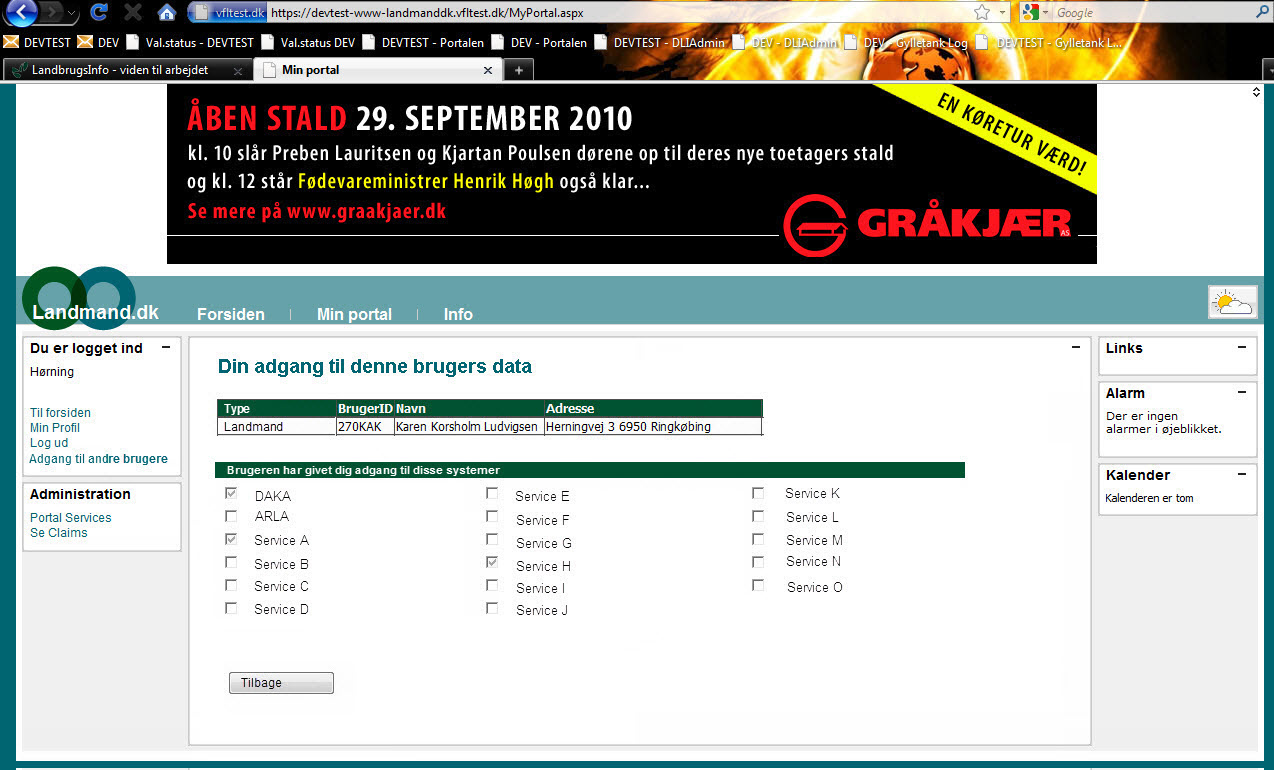 vfltest.dk https://devtest-www-landmanddk.vfltest.dk/MyPortal.aspx Google
DEVTEST DEV Val.status - DEVTEST Val.status DEV DEVTEST - Portalen DEV - Portalen DEVTEST - DLIAdmin DEV - DLIAdmin DEV - Gylletank Log DEVTEST - Gylletank L...
LandbrugsInfo - viden til arbejdet Min portal
ÅBEN STALD 29. SEPTEMBER 2010
kl. 10 slår Preben Lauritsen og Kjartan Poulsen dørene op til deres nye toetagers stald
og kl. 12 står Fødevareministrer Henrik Høgh også klar...
Se mere på www.graakjaer.dk
EN KØRETUR VÆRD!
GRÅKJÆR AS
Landmand.dk Forsiden Min portal Info
Du er logget ind
Hørning
Til forsiden
Min Profil
Log ud
Adgang til andre brugere
Administration
Portal Services
Se Claims
Din adgang til denne brugers data
Type BrugerID Navn Adresse
Landmand 270KAK Karen Korsholm Ludvigsen Herningvej 3 6950 Ringkøbing
Brugeren har givet dig adgang til disse systemer
DAKA Service E Service K
ARLA Service F Service L
Service A Service G Service M
Service B Service H Service N
Service C Service I Service O
Service D Service J
Tilbage
Links
Alarm
Der er ingen
alarmer i øjeblikket.
Kalender
Kalenderen er tom